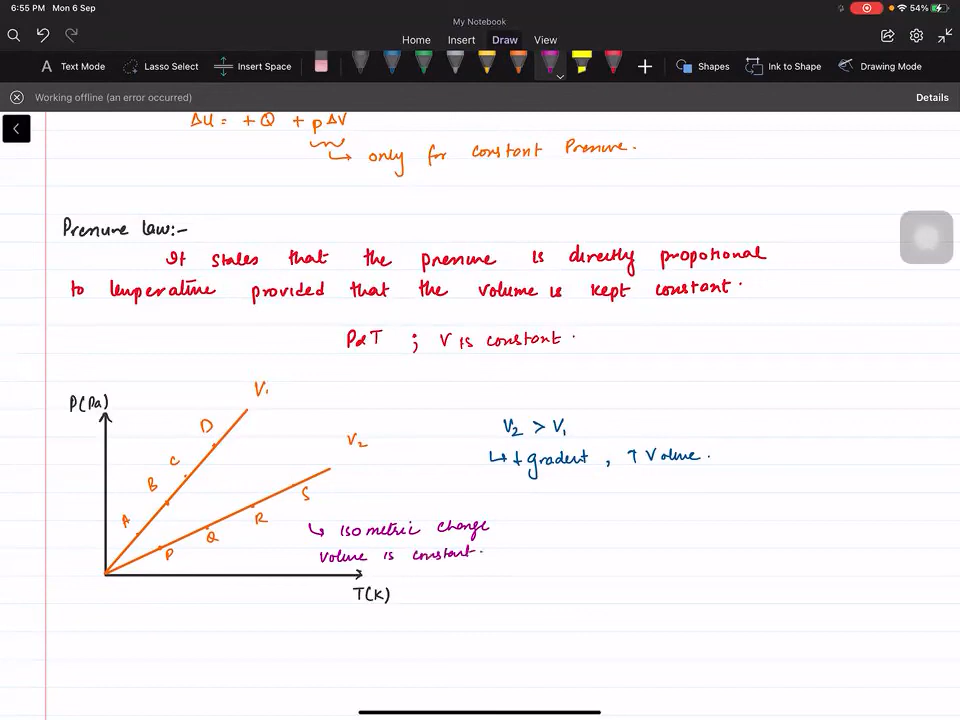 6:55 PM Mon 6 Sep
54%
My Notebook
Home Insert Draw View
Text Mode Lasso Select Insert Space Shapes Ink to Shape Drawing Mode
Working offline (an error occurred) Details
ΔU = +Q + pΔV
↳ only for constant Pressure.
Pressure law:-
It states that the pressure is directly propotional
to temperature provided that the volume is kept constant.
P∝T ; V is constant.
P(Pa)
V₁
V₂
D
C
B
A
S
R
Q
P
V₂ > V₁
↳ ↓ gradent, ↑ Volume.
↳ isometric change
volume is constant.
T(K)